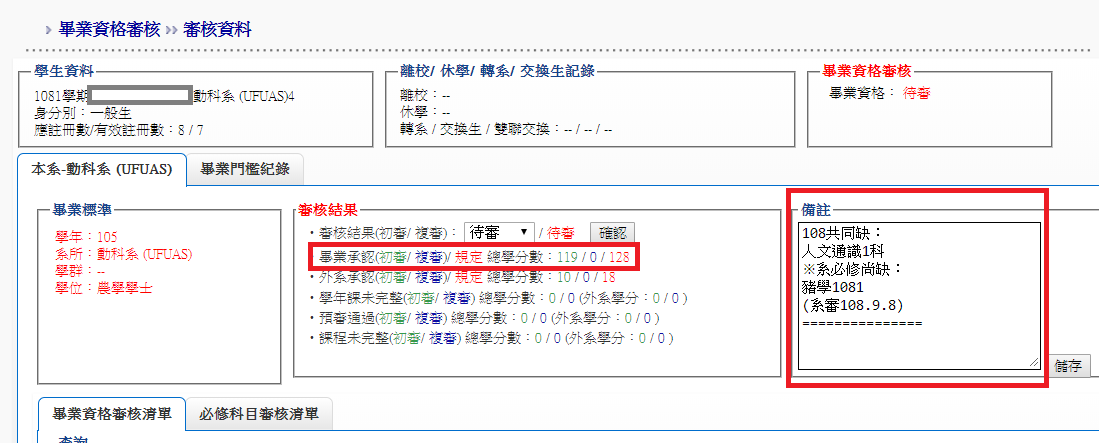 畢業資格審核 ›› 審核資料
學生資料
1081學期 動科系 (UFUAS)4
身分別：一般生
應註冊數/有效註冊數：8 / 7
離校/ 休學/ 轉系/ 交換生記錄
離校：--
休學：--
轉系 / 交換生 / 雙聯交換：-- / -- / --
畢業資格審核
畢業資格： 待審
本系-動科系 (UFUAS)
畢業門檻紀錄
畢業標準
學年：105
系所：動科系 (UFUAS)
學群：--
學位：農學學士
審核結果
・審核結果(初審/ 複審)： 待審 / 待審 確認
・畢業承認(初審/ 複審)/ 規定 總學分數：119 / 0 / 128
・外系承認(初審/ 複審)/ 規定 總學分數：10 / 0 / 18
・學年課未完整(初審/ 複審) 總學分數：0 / 0 (外系學分：0 / 0 )
・預審通過(初審/ 複審) 總學分數：0 / 0 (外系學分：0 / 0 )
・課程未完整(初審/ 複審) 總學分數：0 / 0 (外系學分：0 / 0 )
備註
108共同缺：
人文通識1科
※系必修尚缺：
豬學1081
(系審108.9.8)
===============
儲存
畢業資格審核清單
必修科目審核清單
查詢